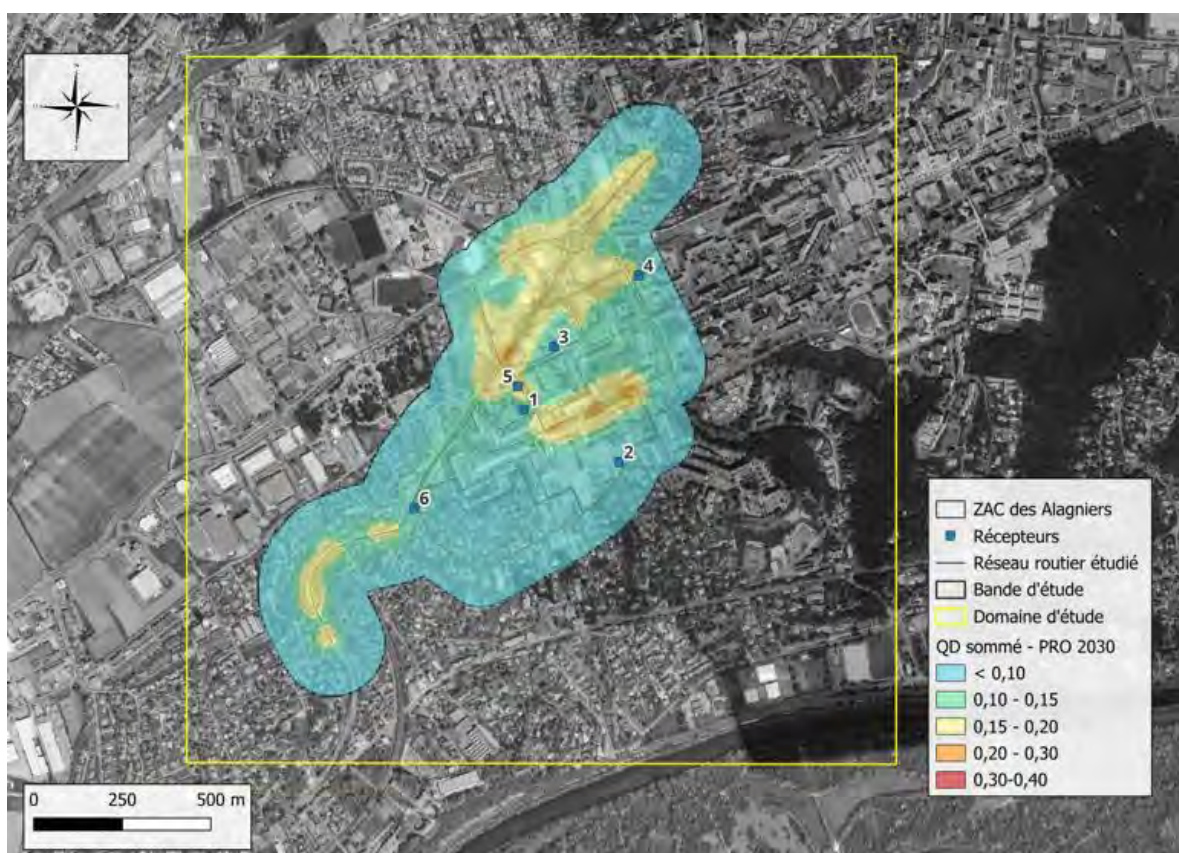 N
O
E
S
4
3
5
1
2
6
ZAC des Alagniers
Récepteurs
Réseau routier étudié
Bande d'étude
Domaine d'étude
QD sommé - PRO 2030
< 0,10
0,10 - 0,15
0,15 - 0,20
0,20 - 0,30
0,30-0,40
0 250 500 m